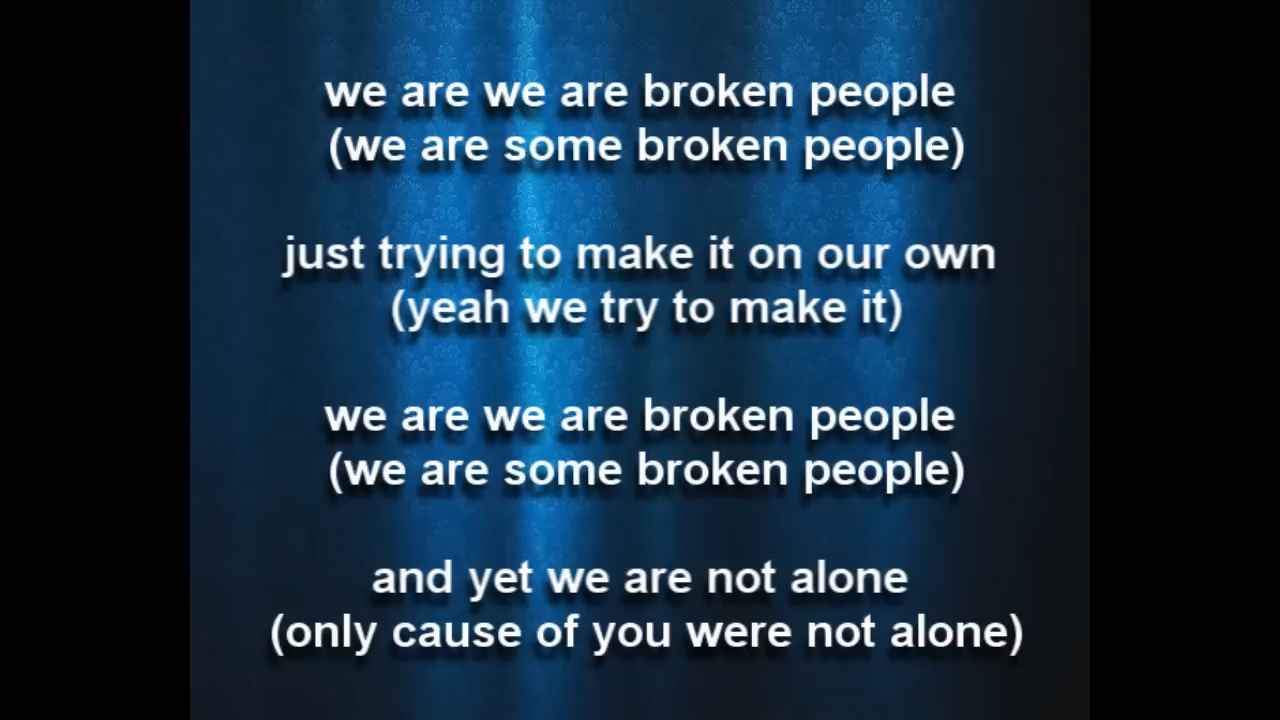 we are we are broken people
(we are some broken people)
just trying to make it on our own
(yeah we try to make it)
we are we are broken people
(we are some broken people)
and yet we are not alone
(only cause of you were not alone)